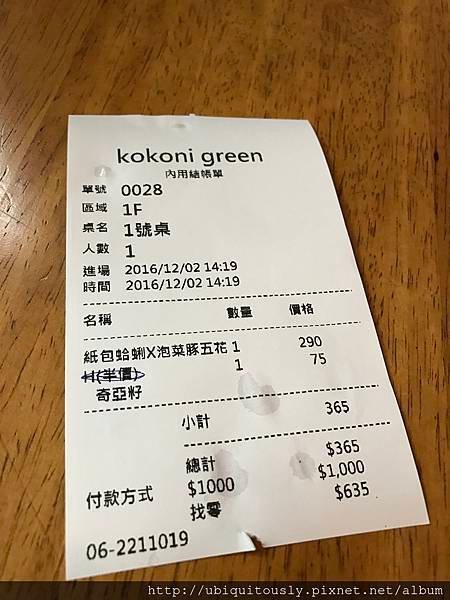 kokoni green
內用結帳單
單號 0028
區域 1F
桌名 1號桌
人數 1
進場 2016/12/02 14:19
時間 2016/12/02 14:19
名稱 數量 價格
紙包蛤蜊X泡菜豚五花 1 290
H(半價) 1 75
奇亞籽
小計 365
總計 $365
付款方式 $1000 $1,000
找零 $635
06-2211019
http://ubiquitously.pixnet.net/album